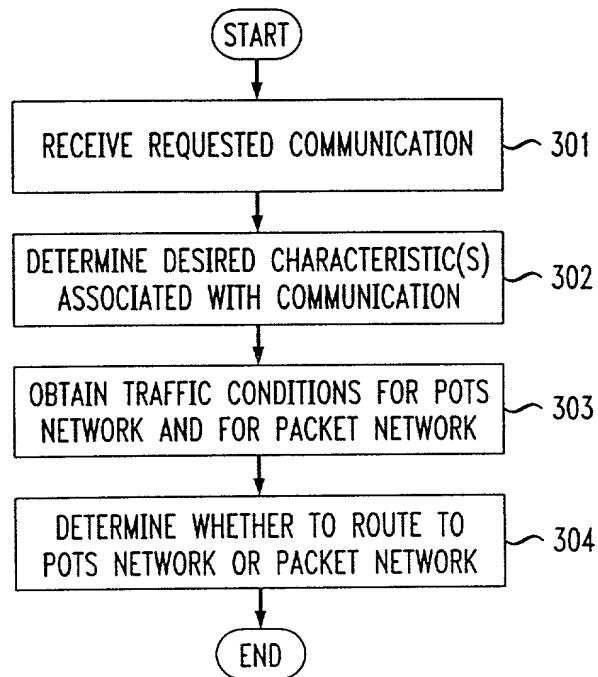 START
RECEIVE REQUESTED COMMUNICATION
301
DETERMINE DESIRED CHARACTERISTIC(S)
ASSOCIATED WITH COMMUNICATION
302
OBTAIN TRAFFIC CONDITIONS FOR POTS
NETWORK AND FOR PACKET NETWORK
303
DETERMINE WHETHER TO ROUTE TO
POTS NETWORK OR PACKET NETWORK
304
END